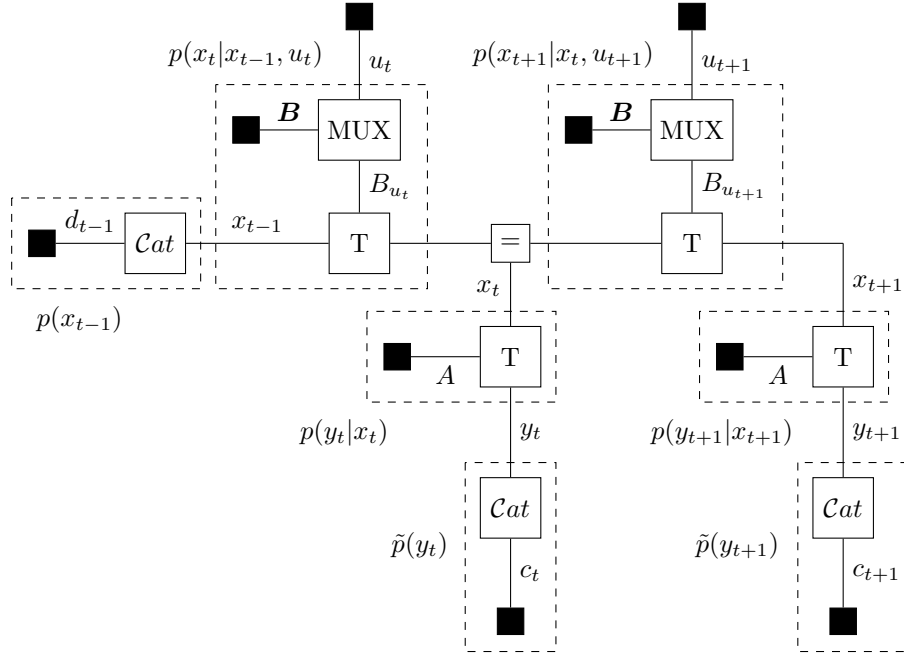 p(x_t|x_{t−1}, u_t)
u_t
p(x_{t+1}|x_t, u_{t+1})
u_{t+1}
B
MUX
B
MUX
B_{u_t}
B_{u_{t+1}}
d_{t−1}
Cat
x_{t−1}
T
=
T
p(x_{t−1})
x_t
x_{t+1}
T
T
A
A
p(y_t|x_t)
y_t
p(y_{t+1}|x_{t+1})
y_{t+1}
Cat
Cat
p̃(y_t)
p̃(y_{t+1})
c_t
c_{t+1}